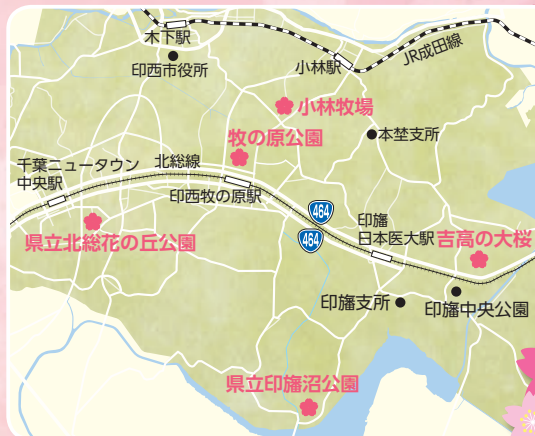 木下駅
印西市役所
小林駅
JR成田線
小林牧場
牧の原公園
本埜支所
千葉ニュータウン
中央駅
北総線
印西牧の原駅
464
464
県立北総花の丘公園
印旛
日本医大駅
吉高の大桜
印旛支所
印旛中央公園
県立印旛沼公園